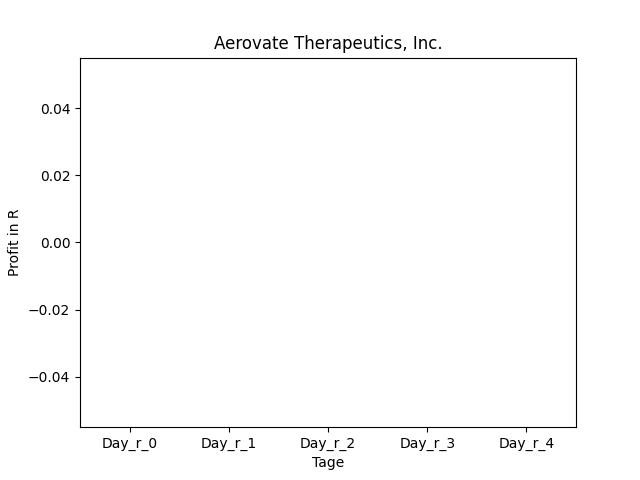 Aerovate Therapeutics, Inc.
Profit in R
0.04
0.02
0.00
−0.02
−0.04
Day_r_0 Day_r_1 Day_r_2 Day_r_3 Day_r_4
Tage